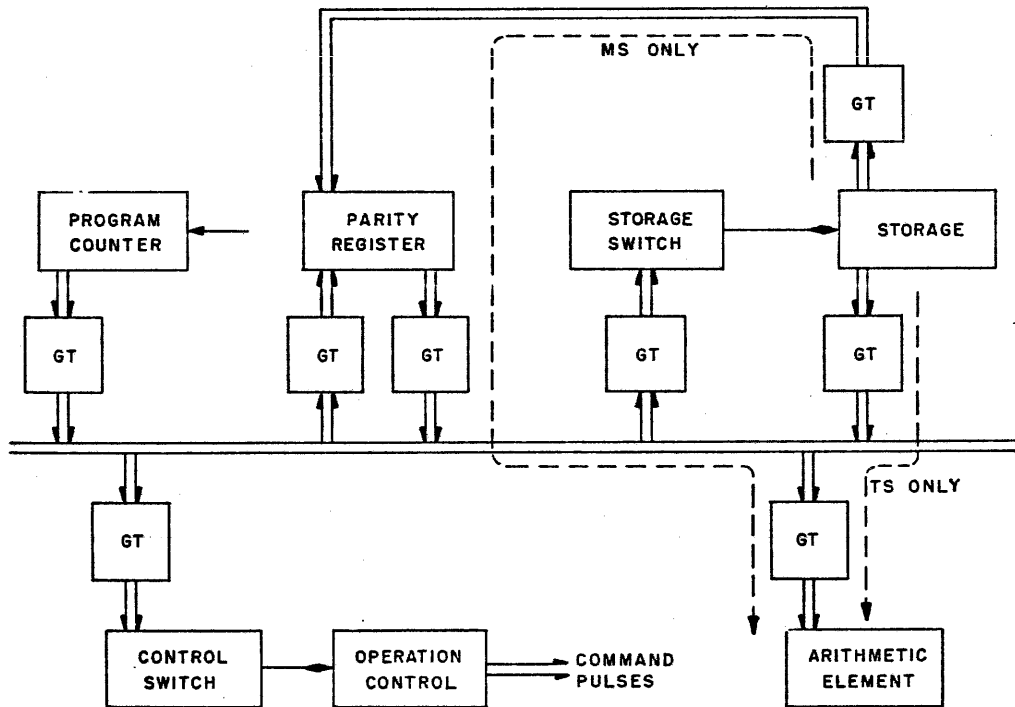 MS ONLY
GT
PROGRAM
COUNTER
PARITY
REGISTER
STORAGE
SWITCH
STORAGE
GT
GT
GT
GT
GT
TS ONLY
GT
GT
CONTROL
SWITCH
OPERATION
CONTROL
COMMAND
PULSES
ARITHMETIC
ELEMENT